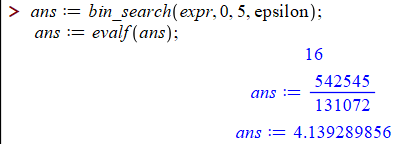 > ans := bin_search(expr, 0, 5, epsilon);
ans := evalf(ans);
16
ans := 542545/131072
ans := 4.139289856